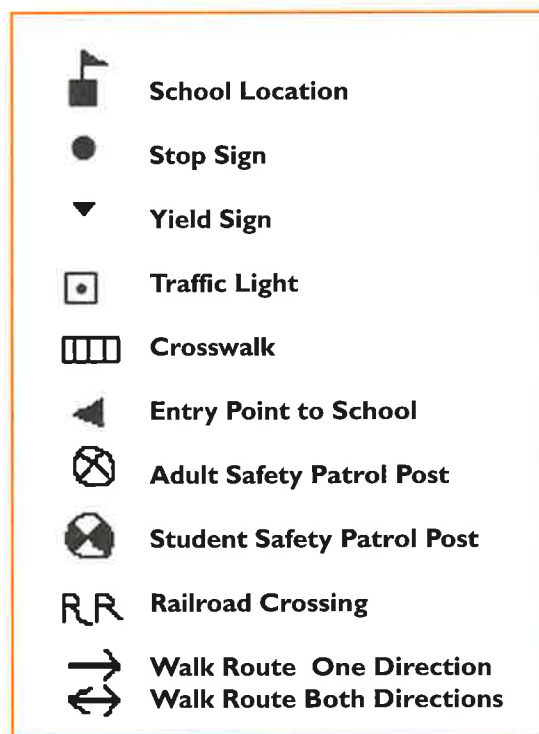 School Location
Stop Sign
Yield Sign
Traffic Light
Crosswalk
Entry Point to School
Adult Safety Patrol Post
Student Safety Patrol Post
RR Railroad Crossing
Walk Route One Direction
Walk Route Both Directions